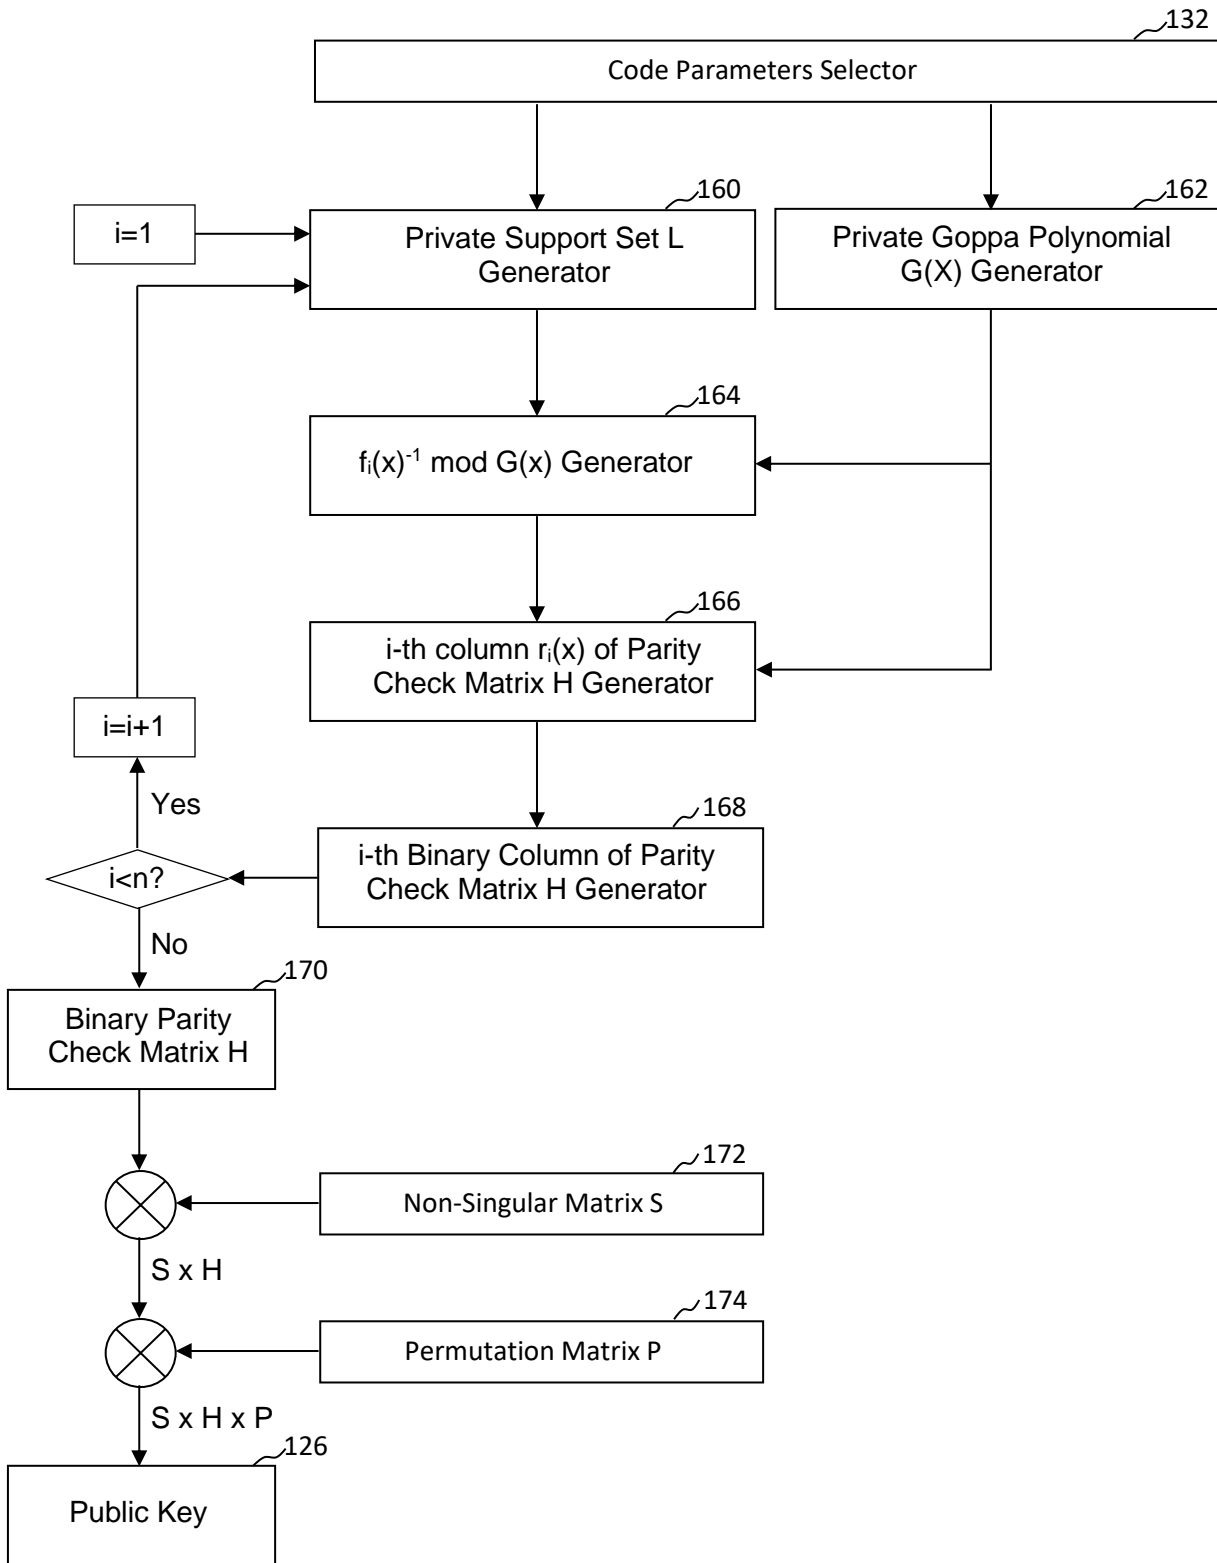 132
Code Parameters Selector
160
162
i=1
Private Support Set L
Generator
Private Goppa Polynomial
G(X) Generator
164
fᵢ(x)⁻¹ mod G(x) Generator
166
i-th column rᵢ(x) of Parity
Check Matrix H Generator
i=i+1
Yes
168
i-th Binary Column of Parity
Check Matrix H Generator
i<n?
No
170
Binary Parity
Check Matrix H
172
Non-Singular Matrix S
S x H
174
Permutation Matrix P
S x H x P
126
Public Key